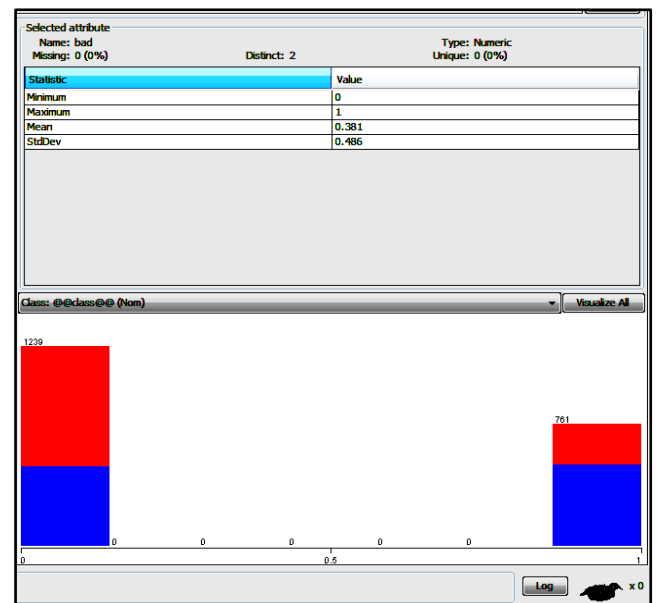 Selected attribute
Name: bad Type: Numeric
Missing: 0 (0%) Distinct: 2 Unique: 0 (0%)
Statistic Value
Minimum 0
Maximum 1
Mean 0.381
StdDev 0.486
Class: @@class@@ (Nom) Visualize All
1239
761
0 0 0 0 0
0 0.5 1
Log x 0